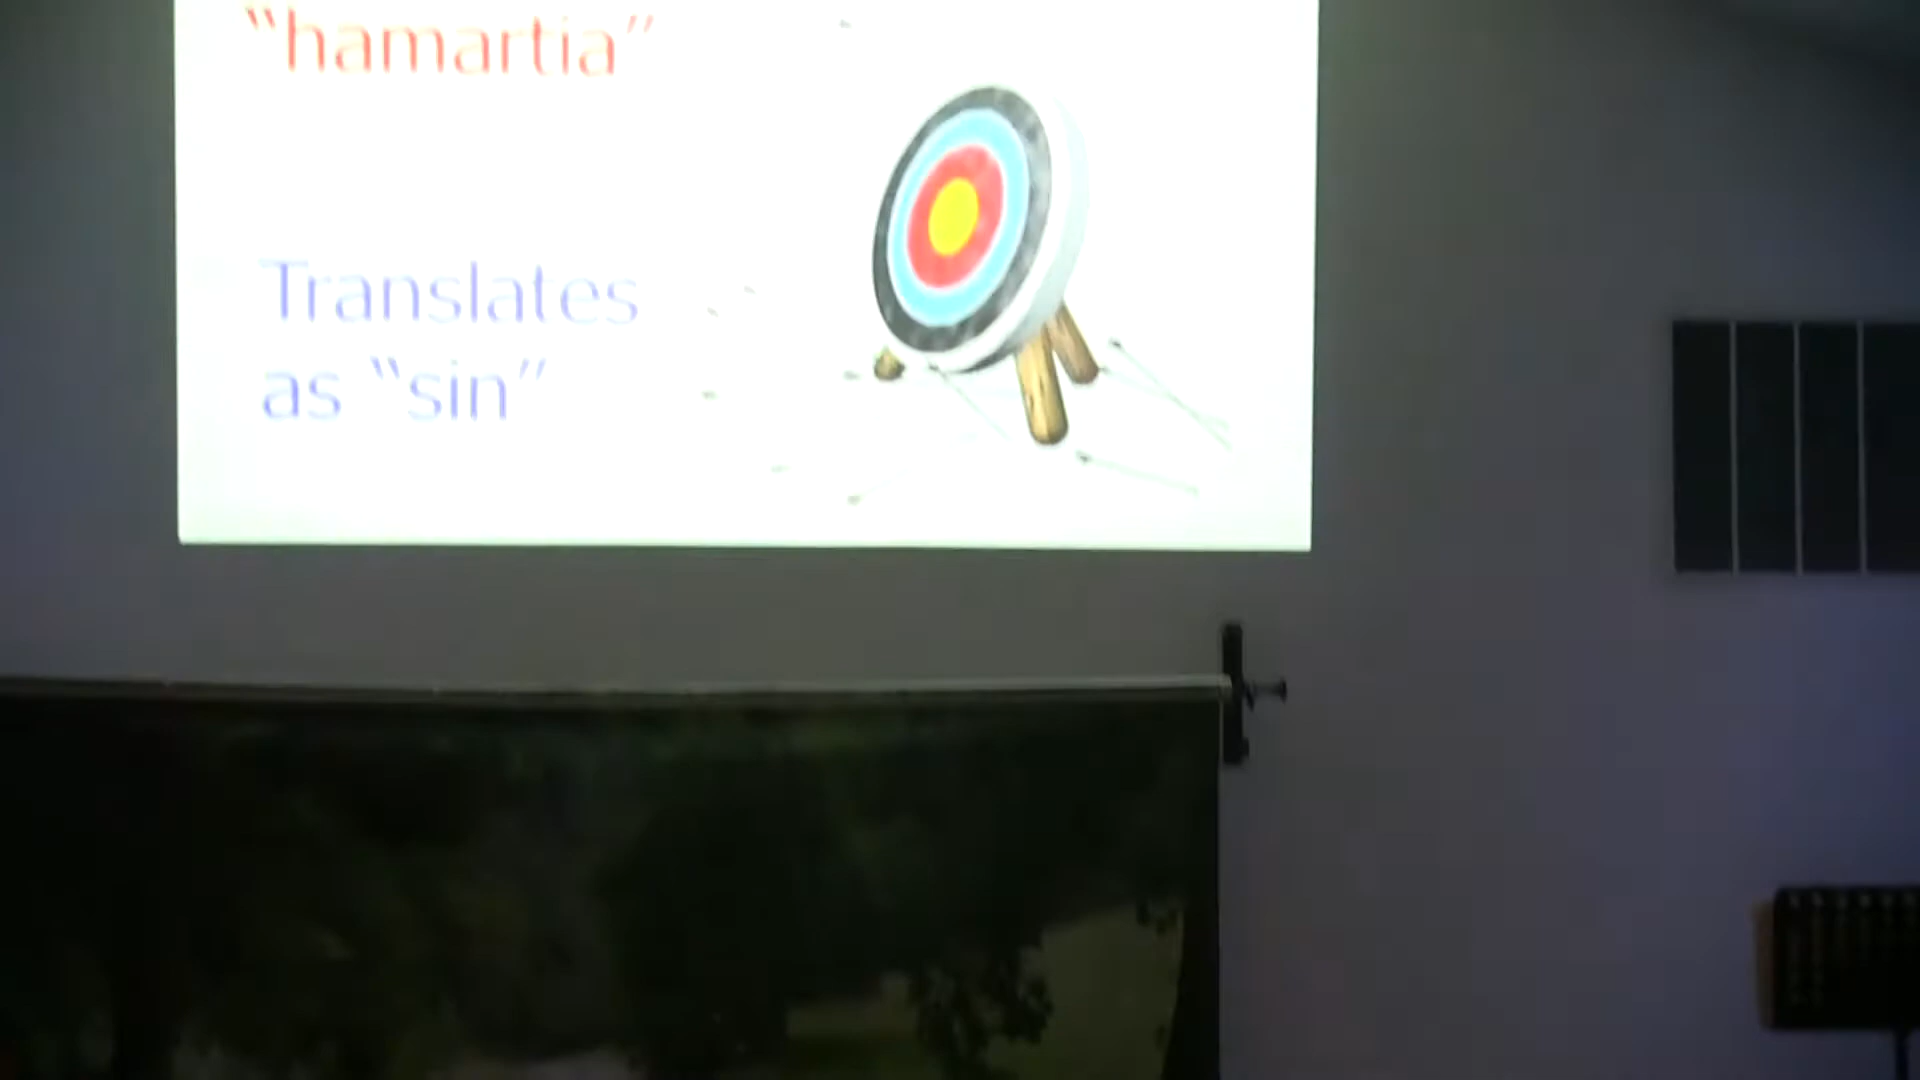 “hamartia”
Translates
as “sin”